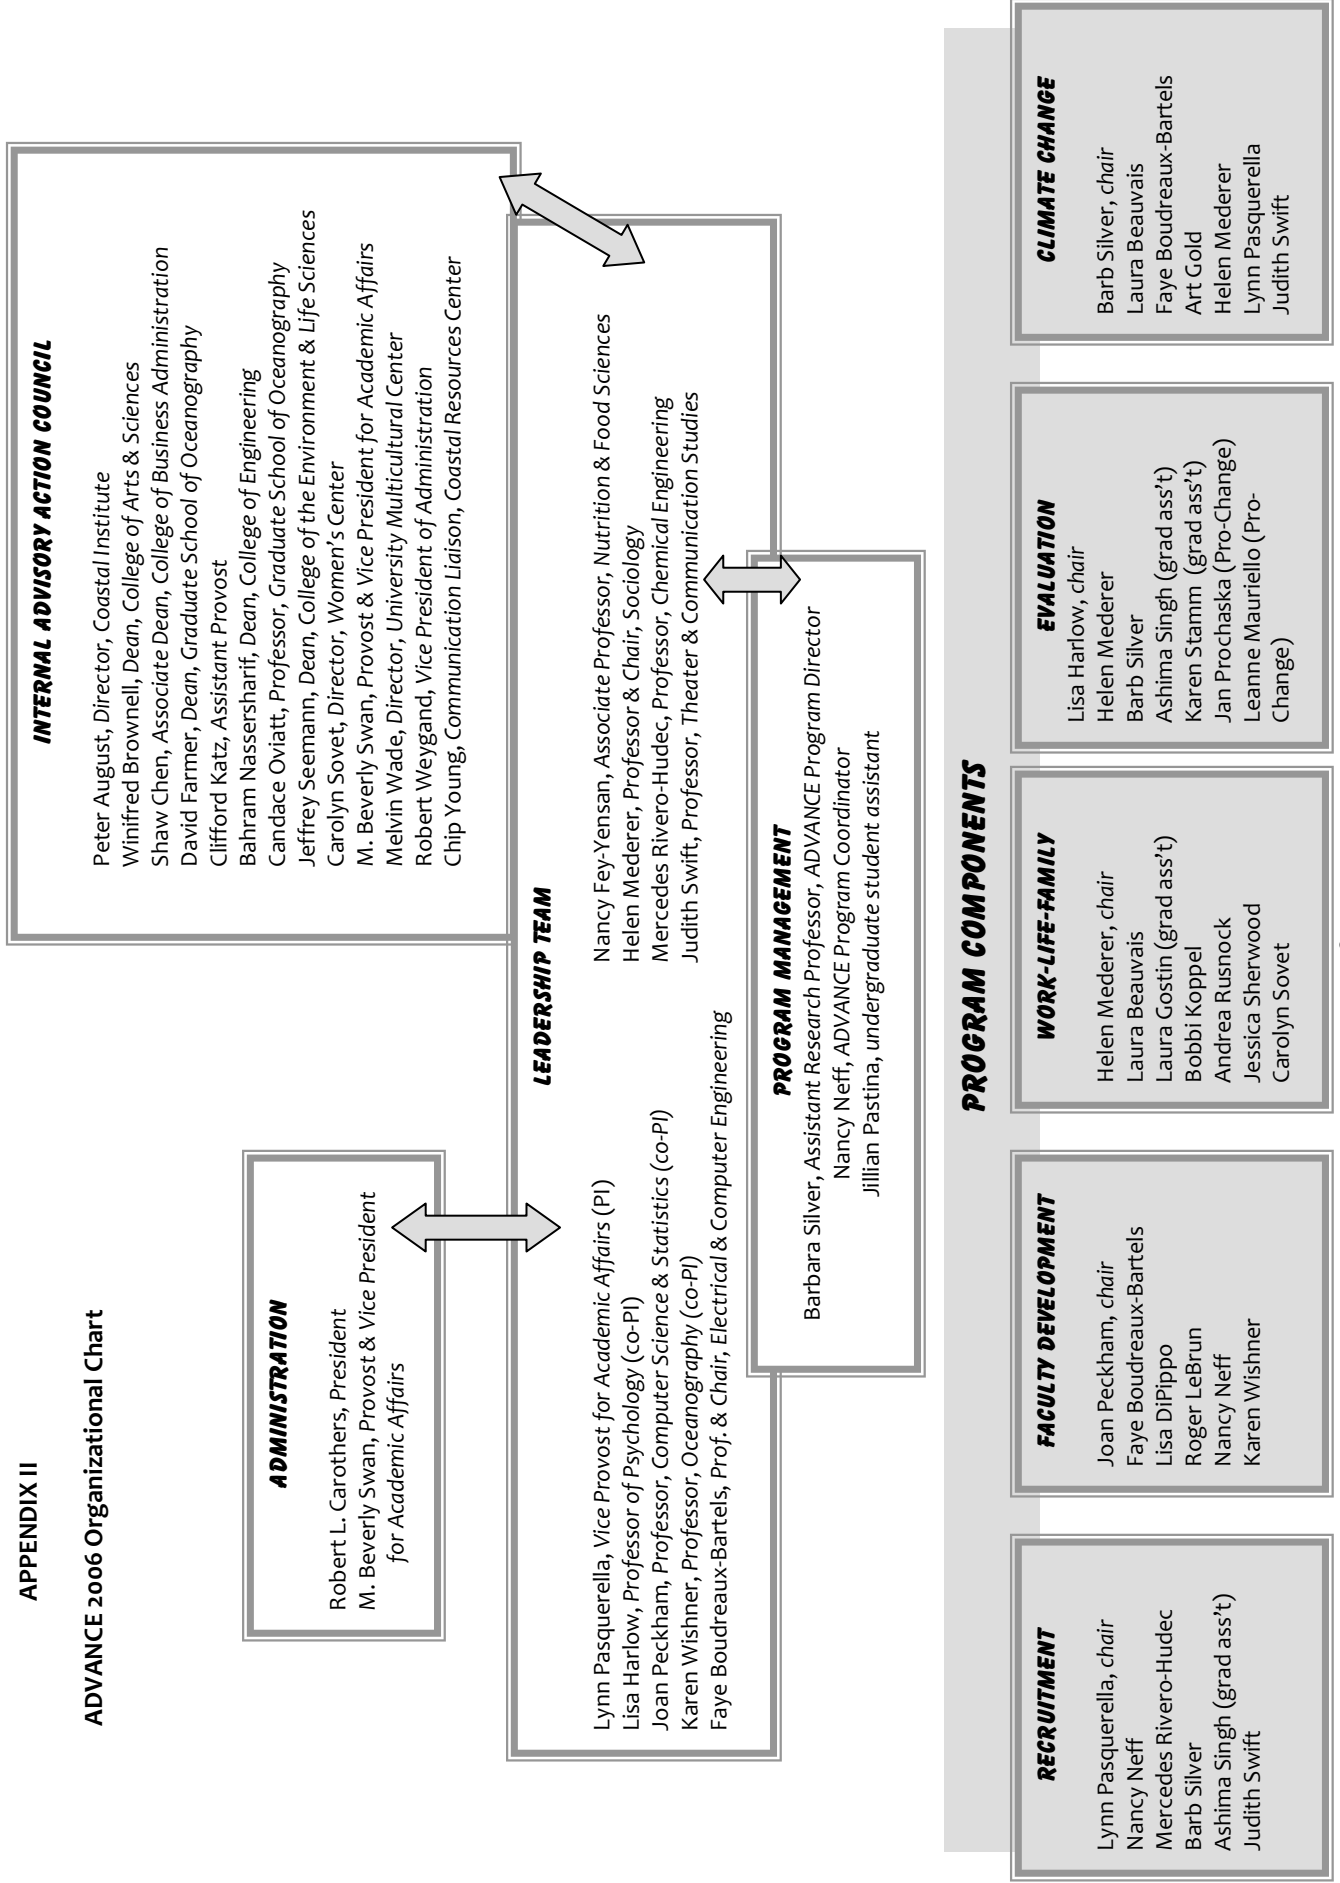 APPENDIX II
ADVANCE 2006 Organizational Chart
ADMINISTRATION
Robert L. Carothers, President
M. Beverly Swan, Provost & Vice President
for Academic Affairs
INTERNAL ADVISORY ACTION COUNCIL
Peter August, Director, Coastal Institute
Winifred Brownell, Dean, College of Arts & Sciences
Shaw Chen, Associate Dean, College of Business Administration
David Farmer, Dean, Graduate School of Oceanography
Clifford Katz, Assistant Provost
Bahram Nassersharif, Dean, College of Engineering
Candace Oviatt, Professor, Graduate School of Oceanography
Jeffrey Seemann, Dean, College of the Environment & Life Sciences
Carolyn Sovet, Director, Women's Center
M. Beverly Swan, Provost & Vice President for Academic Affairs
Melvin Wade, Director, University Multicultural Center
Robert Weygand, Vice President of Administration
Chip Young, Communication Liaison, Coastal Resources Center
LEADERSHIP TEAM
Lynn Pasquerella, Vice Provost for Academic Affairs (PI)
Lisa Harlow, Professor of Psychology (co-PI)
Joan Peckham, Professor, Computer Science & Statistics (co-PI)
Karen Wishner, Professor, Oceanography (co-PI)
Faye Boudreaux-Bartels, Prof. & Chair, Electrical & Computer Engineering
Nancy Fey-Yensan, Associate Professor, Nutrition & Food Sciences
Helen Mederer, Professor & Chair, Sociology
Mercedes Rivero-Hudec, Professor, Chemical Engineering
Judith Swift, Professor, Theater & Communication Studies
PROGRAM MANAGEMENT
Barbara Silver, Assistant Research Professor, ADVANCE Program Director
Nancy Neff, ADVANCE Program Coordinator
Jillian Pastina, undergraduate student assistant
PROGRAM COMPONENTS
RECRUITMENT
Lynn Pasquerella, chair
Nancy Neff
Mercedes Rivero-Hudec
Barb Silver
Ashima Singh (grad ass't)
Judith Swift
FACULTY DEVELOPMENT
Joan Peckham, chair
Faye Boudreaux-Bartels
Lisa DiPippo
Roger LeBrun
Nancy Neff
Karen Wishner
WORK-LIFE-FAMILY
Helen Mederer, chair
Laura Beauvais
Laura Gostin (grad ass't)
Bobbi Koppel
Andrea Rusnock
Jessica Sherwood
Carolyn Sovet
EVALUATION
Lisa Harlow, chair
Helen Mederer
Barb Silver
Ashima Singh (grad ass't)
Karen Stamm (grad ass't)
Jan Prochaska (Pro-Change)
Leanne Mauriello (Pro-
Change)
CLIMATE CHANGE
Barb Silver, chair
Laura Beauvais
Faye Boudreaux-Bartels
Art Gold
Helen Mederer
Lynn Pasquerella
Judith Swift